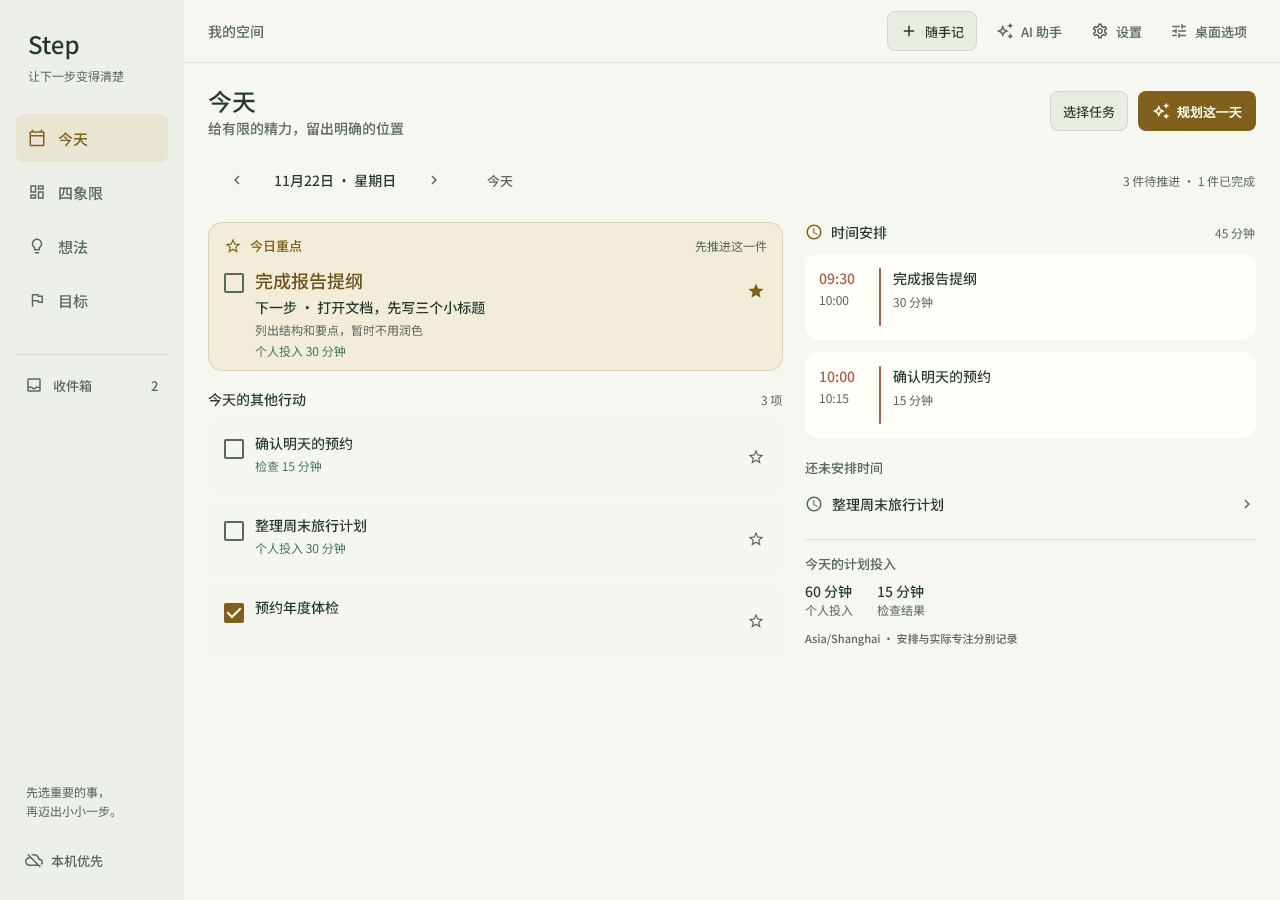 Step
让下一步变得清楚
今天
四象限
想法
目标
收件箱 2
先选重要的事，
再迈出小小一步。
本机优先
我的空间
随手记
AI 助手
设置
桌面选项
今天
给有限的精力，留出明确的位置
选择任务
规划这一天
11月22日 · 星期日
今天
3 件待推进 · 1 件已完成
今日重点
先推进这一件
完成报告提纲
下一步 · 打开文档，先写三个小标题
列出结构和要点，暂时不用润色
个人投入 30 分钟
今天的其他行动
3 项
确认明天的预约
检查 15 分钟
整理周末旅行计划
个人投入 30 分钟
预约年度体检
时间安排
45 分钟
09:30 完成报告提纲
10:00 30 分钟
10:00 确认明天的预约
10:15 15 分钟
还未安排时间
整理周末旅行计划
今天的计划投入
60 分钟 15 分钟
个人投入 检查结果
Asia/Shanghai · 安排与实际专注分别记录